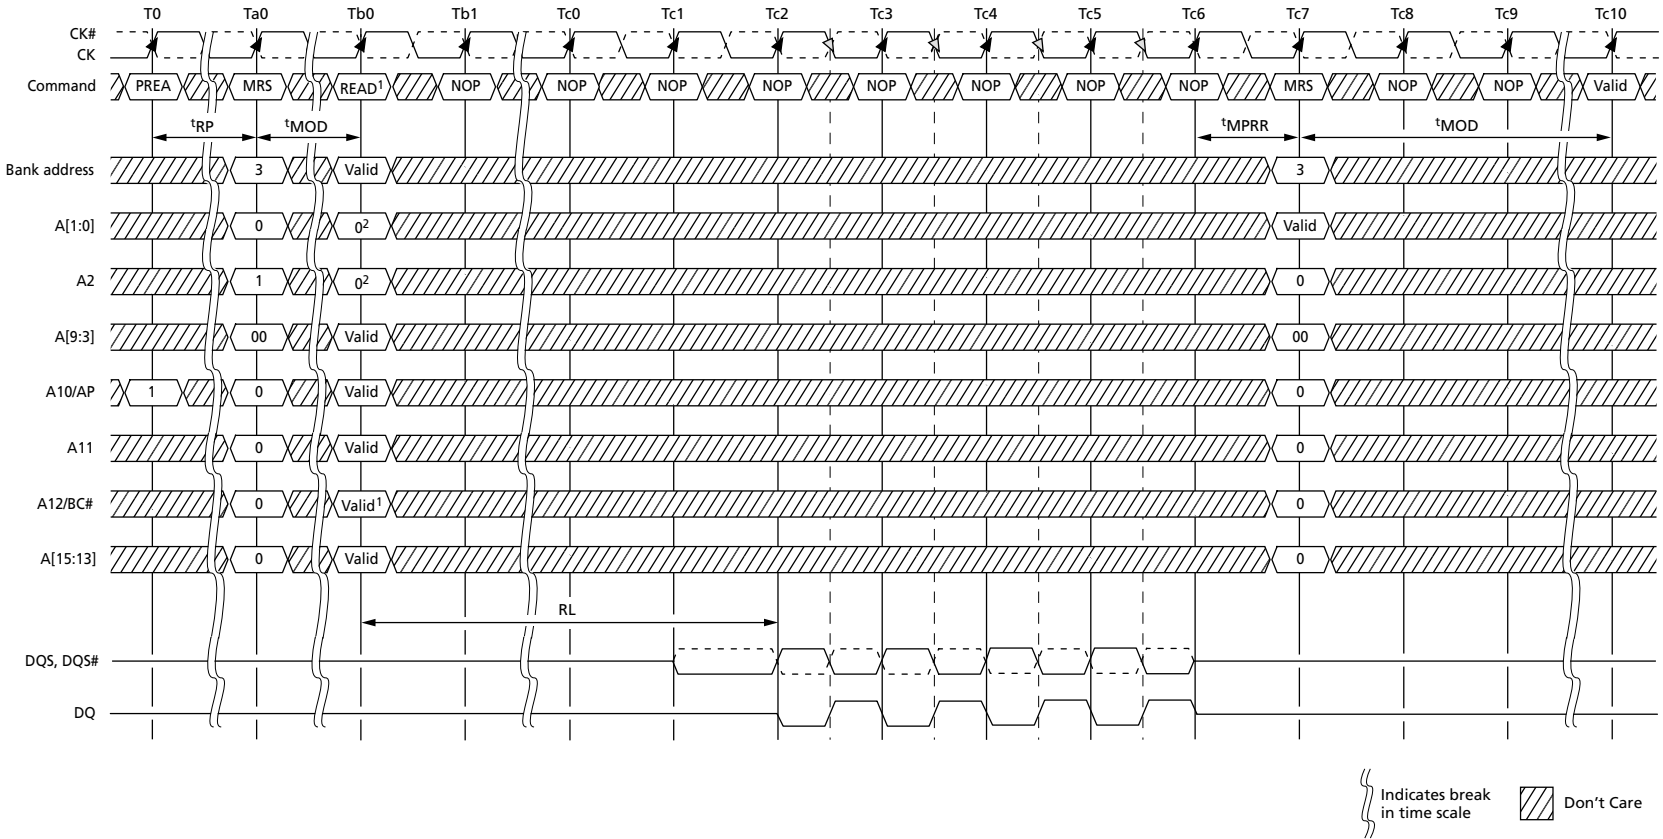 T0 Ta0 Tb0 Tb1 Tc0 Tc1 Tc2 Tc3 Tc4 Tc5 Tc6 Tc7 Tc8 Tc9 Tc10
CK#
CK
Command PREA MRS READ1 NOP NOP NOP NOP NOP NOP NOP NOP MRS NOP NOP Valid
tRP tMOD tMPRR tMOD
Bank address 3 Valid 3
A[1:0] 0 02 Valid
A2 1 02 0
A[9:3] 00 Valid 00
A10/AP 1 0 Valid 0
A11 0 Valid 0
A12/BC# 0 Valid1 0
A[15:13] 0 Valid 0
RL
DQS, DQS#
DQ
Indicates break
in time scale
Don't Care